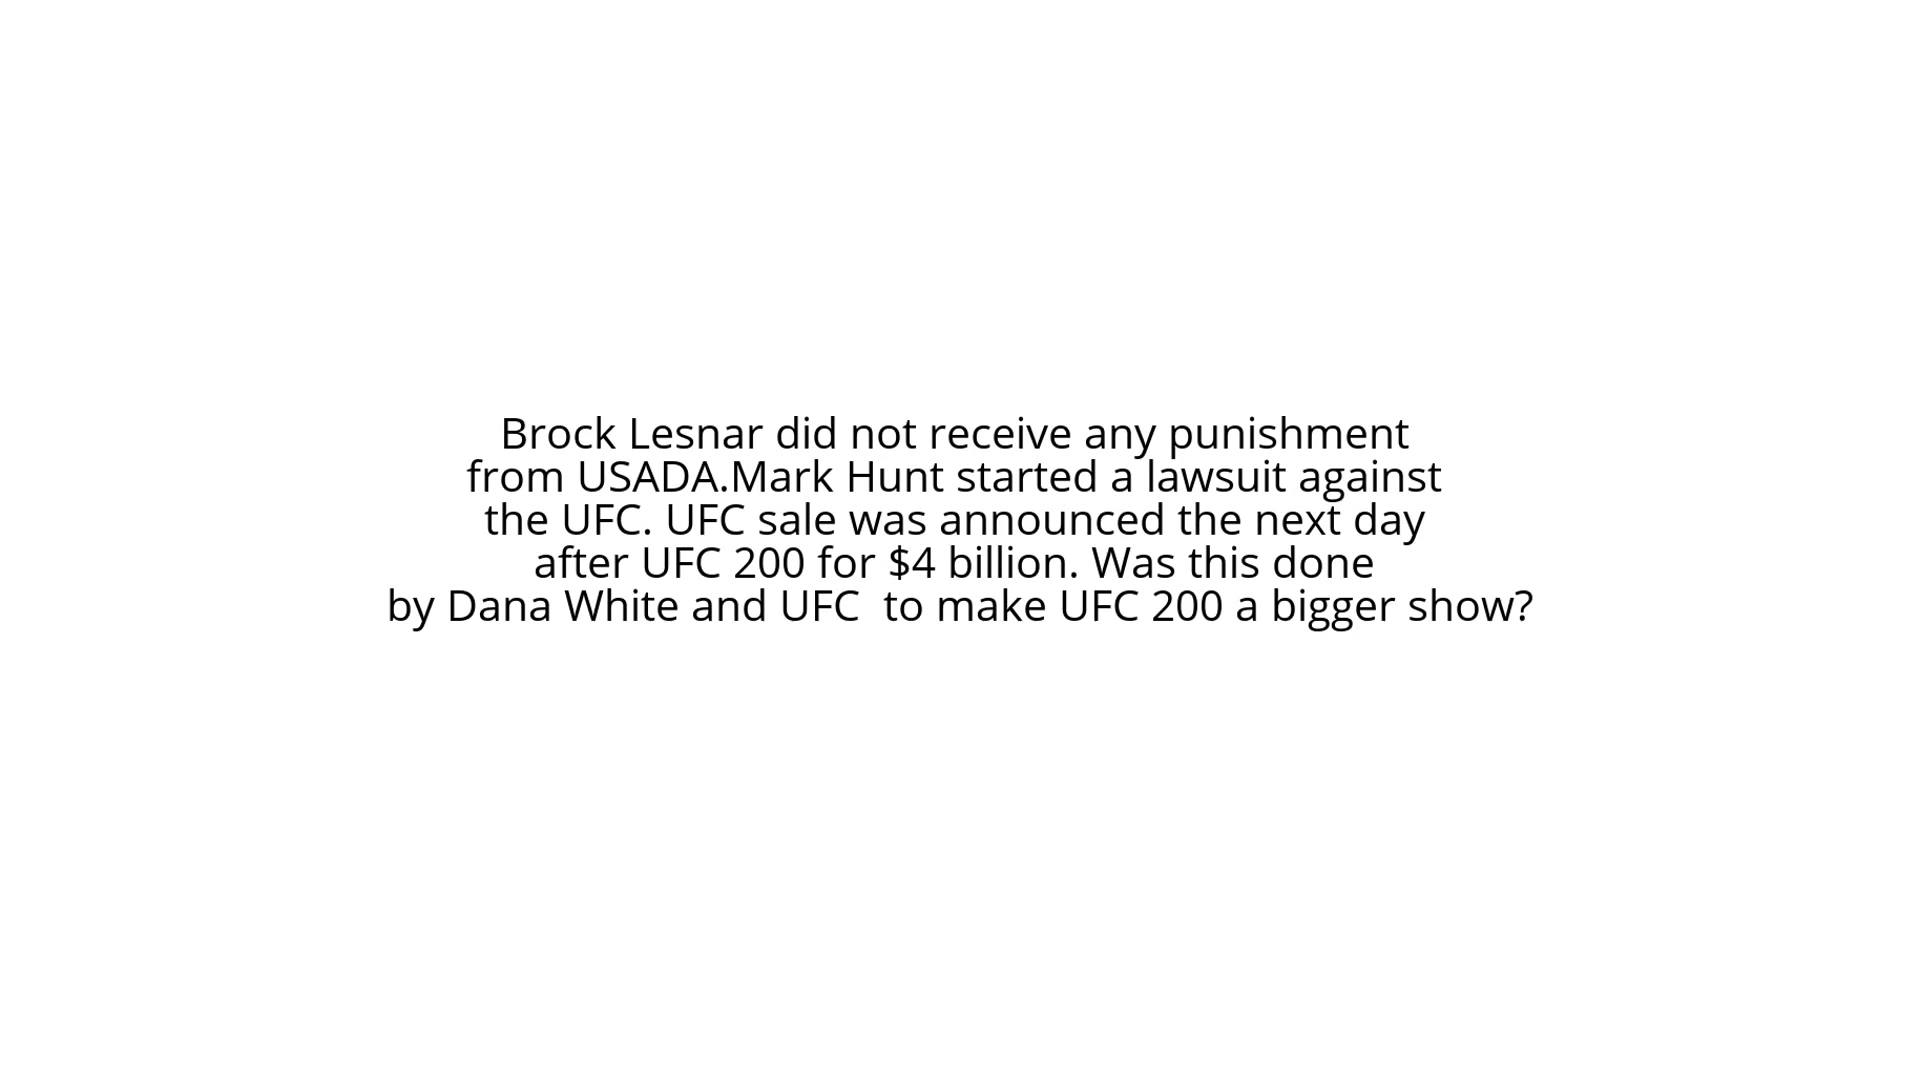 Brock Lesnar did not receive any punishment
from USADA.Mark Hunt started a lawsuit against
the UFC. UFC sale was announced the next day
after UFC 200 for $4 billion. Was this done
by Dana White and UFC  to make UFC 200 a bigger show?